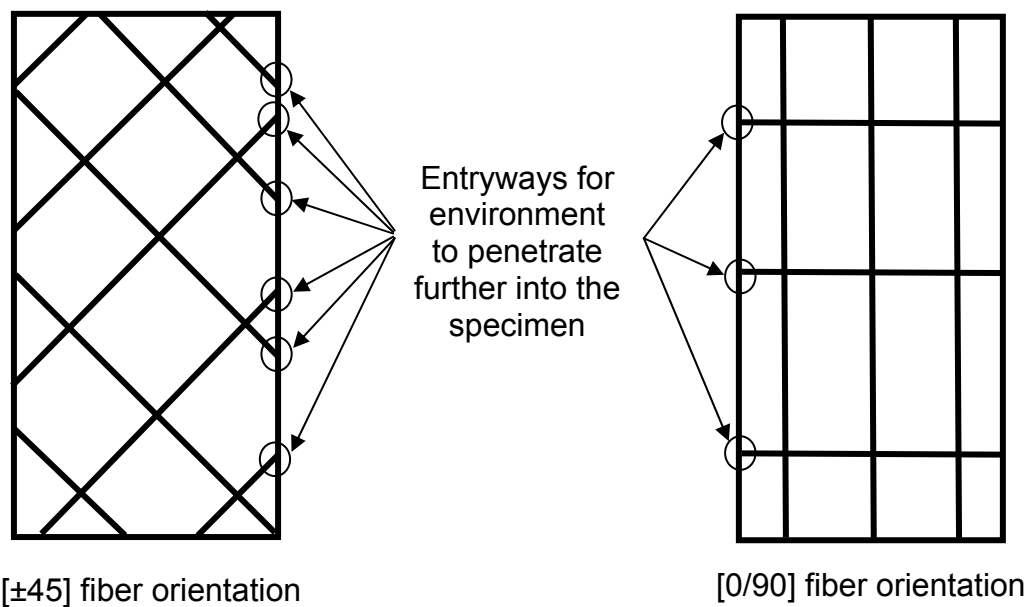 Entryways for
environment
to penetrate
further into the
specimen
[±45] fiber orientation
[0/90] fiber orientation